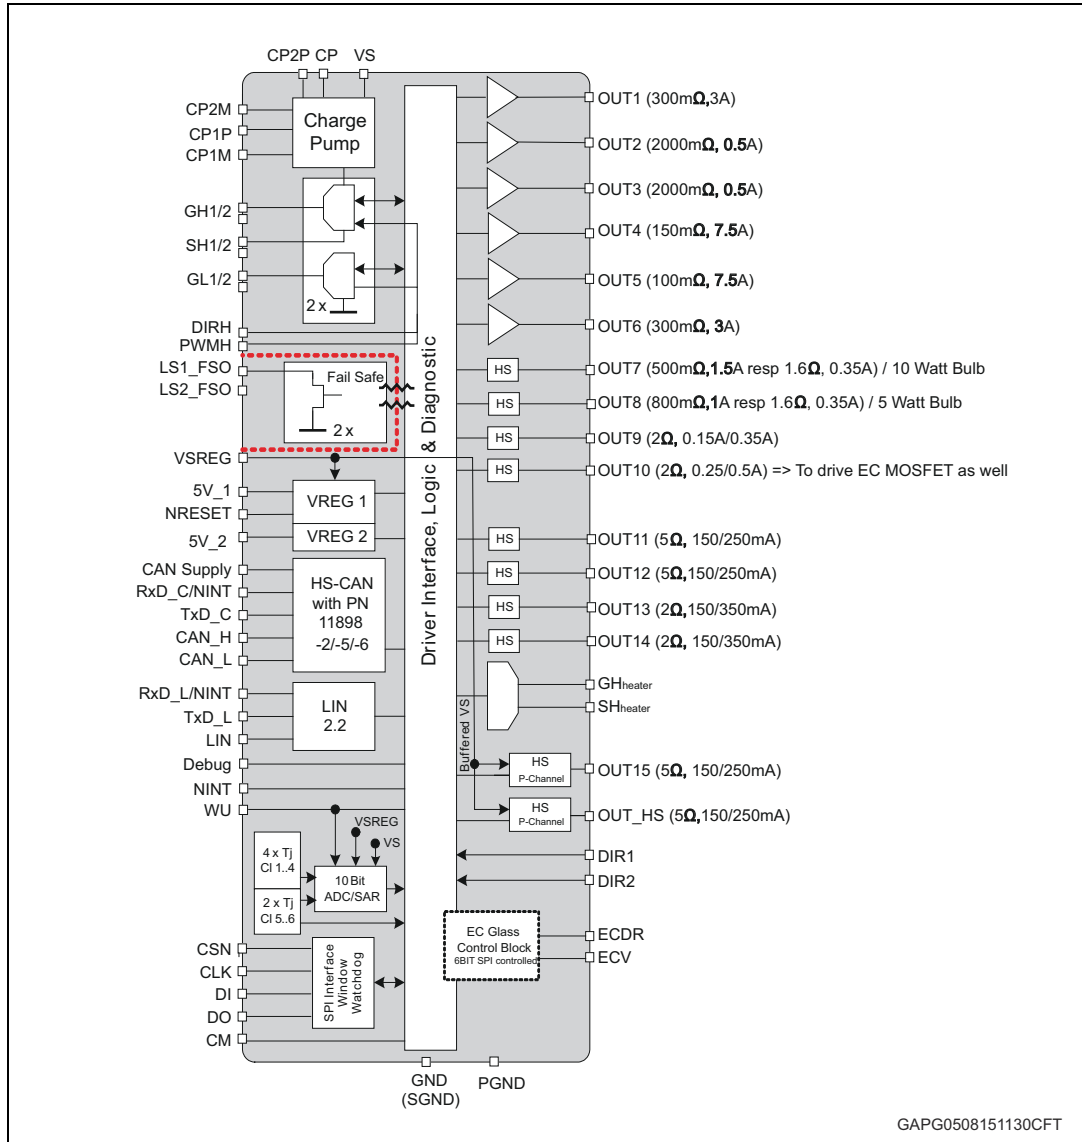 CP2P CP VS
CP2M
CP1P
CP1M
Charge
Pump
GH1/2
SH1/2
GL1/2
2 x
DIRH
PWMH
LS1_FSO
LS2_FSO
Fail Safe
2 x
VSREG
5V_1
NRESET
5V_2
VREG 1
VREG 2
CAN Supply
RxD_C/NINT
TxD_C
CAN_H
CAN_L
HS-CAN
with PN
11898
-2/-5/-6
RxD_L/NINT
TxD_L
LIN
LIN
2.2
Debug
NINT
WU
VSREG
VS
4 x Tj
Cl 1..4
2 x Tj
Cl 5..6
10 Bit
ADC/SAR
CSN
CLK
DI
DO
CM
SPI Interface
Window
Watchdog
Driver Interface, Logic & Diagnostic
Buffered VS
OUT1 (300mΩ,3A)
OUT2 (2000mΩ, 0.5A)
OUT3 (2000mΩ, 0.5A)
OUT4 (150mΩ, 7.5A)
OUT5 (100mΩ, 7.5A)
OUT6 (300mΩ, 3A)
HS
OUT7 (500mΩ,1.5A resp 1.6Ω, 0.35A) / 10 Watt Bulb
HS
OUT8 (800mΩ,1A resp 1.6Ω, 0.35A) / 5 Watt Bulb
HS
OUT9 (2Ω, 0.15A/0.35A)
HS
OUT10 (2Ω, 0.25/0.5A) => To drive EC MOSFET as well
HS
OUT11 (5Ω, 150/250mA)
HS
OUT12 (5Ω,150/250mA)
HS
OUT13 (2Ω,150/350mA)
HS
OUT14 (2Ω, 150/350mA)
GHheater
SHheater
HS
P-Channel
OUT15 (5Ω, 150/250mA)
HS
P-Channel
OUT_HS (5Ω,150/250mA)
DIR1
DIR2
EC Glass
Control Block
6BIT SPI controlled
ECDR
ECV
GND
(SGND)
PGND
GAPG0508151130CFT